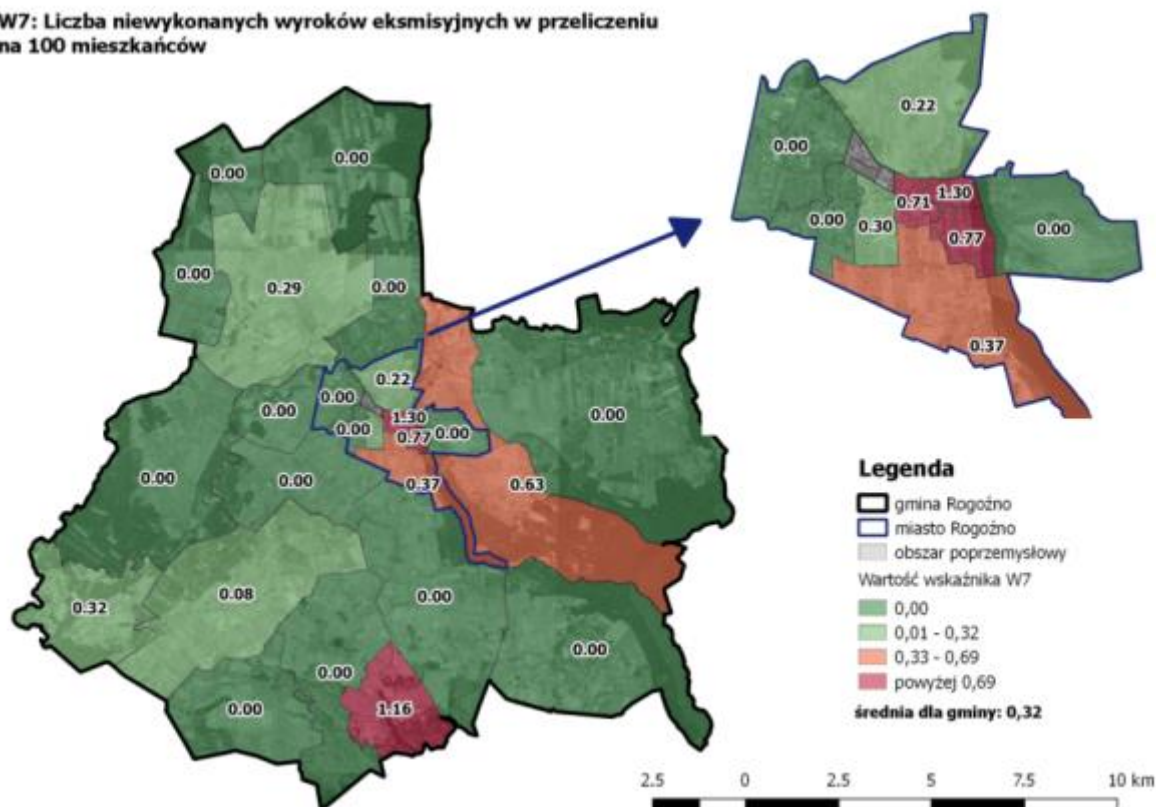 W7: Liczba niewykonanych wyroków eksmisyjnych w przeliczeniu
na 100 mieszkańców
0.22
0.00
0.71
1.30
0.00
0.30
0.77
0.00
0.37
0.00
0.00
0.00
0.29
0.00
0.22
0.00
0.00
1.30
0.00
0.00
0.77
0.00
0.00
0.00
0.37
0.63
0.32
0.08
0.00
0.00
0.00
0.00
1.16
Legenda
gmina Rogoźno
miasto Rogoźno
obszar poprzemysłowy
Wartość wskaźnika W7
0,00
0,01 - 0,32
0,33 - 0,69
powyżej 0,69
średnia dla gminy: 0,32
2.5 0 2.5 5 7.5 10 km